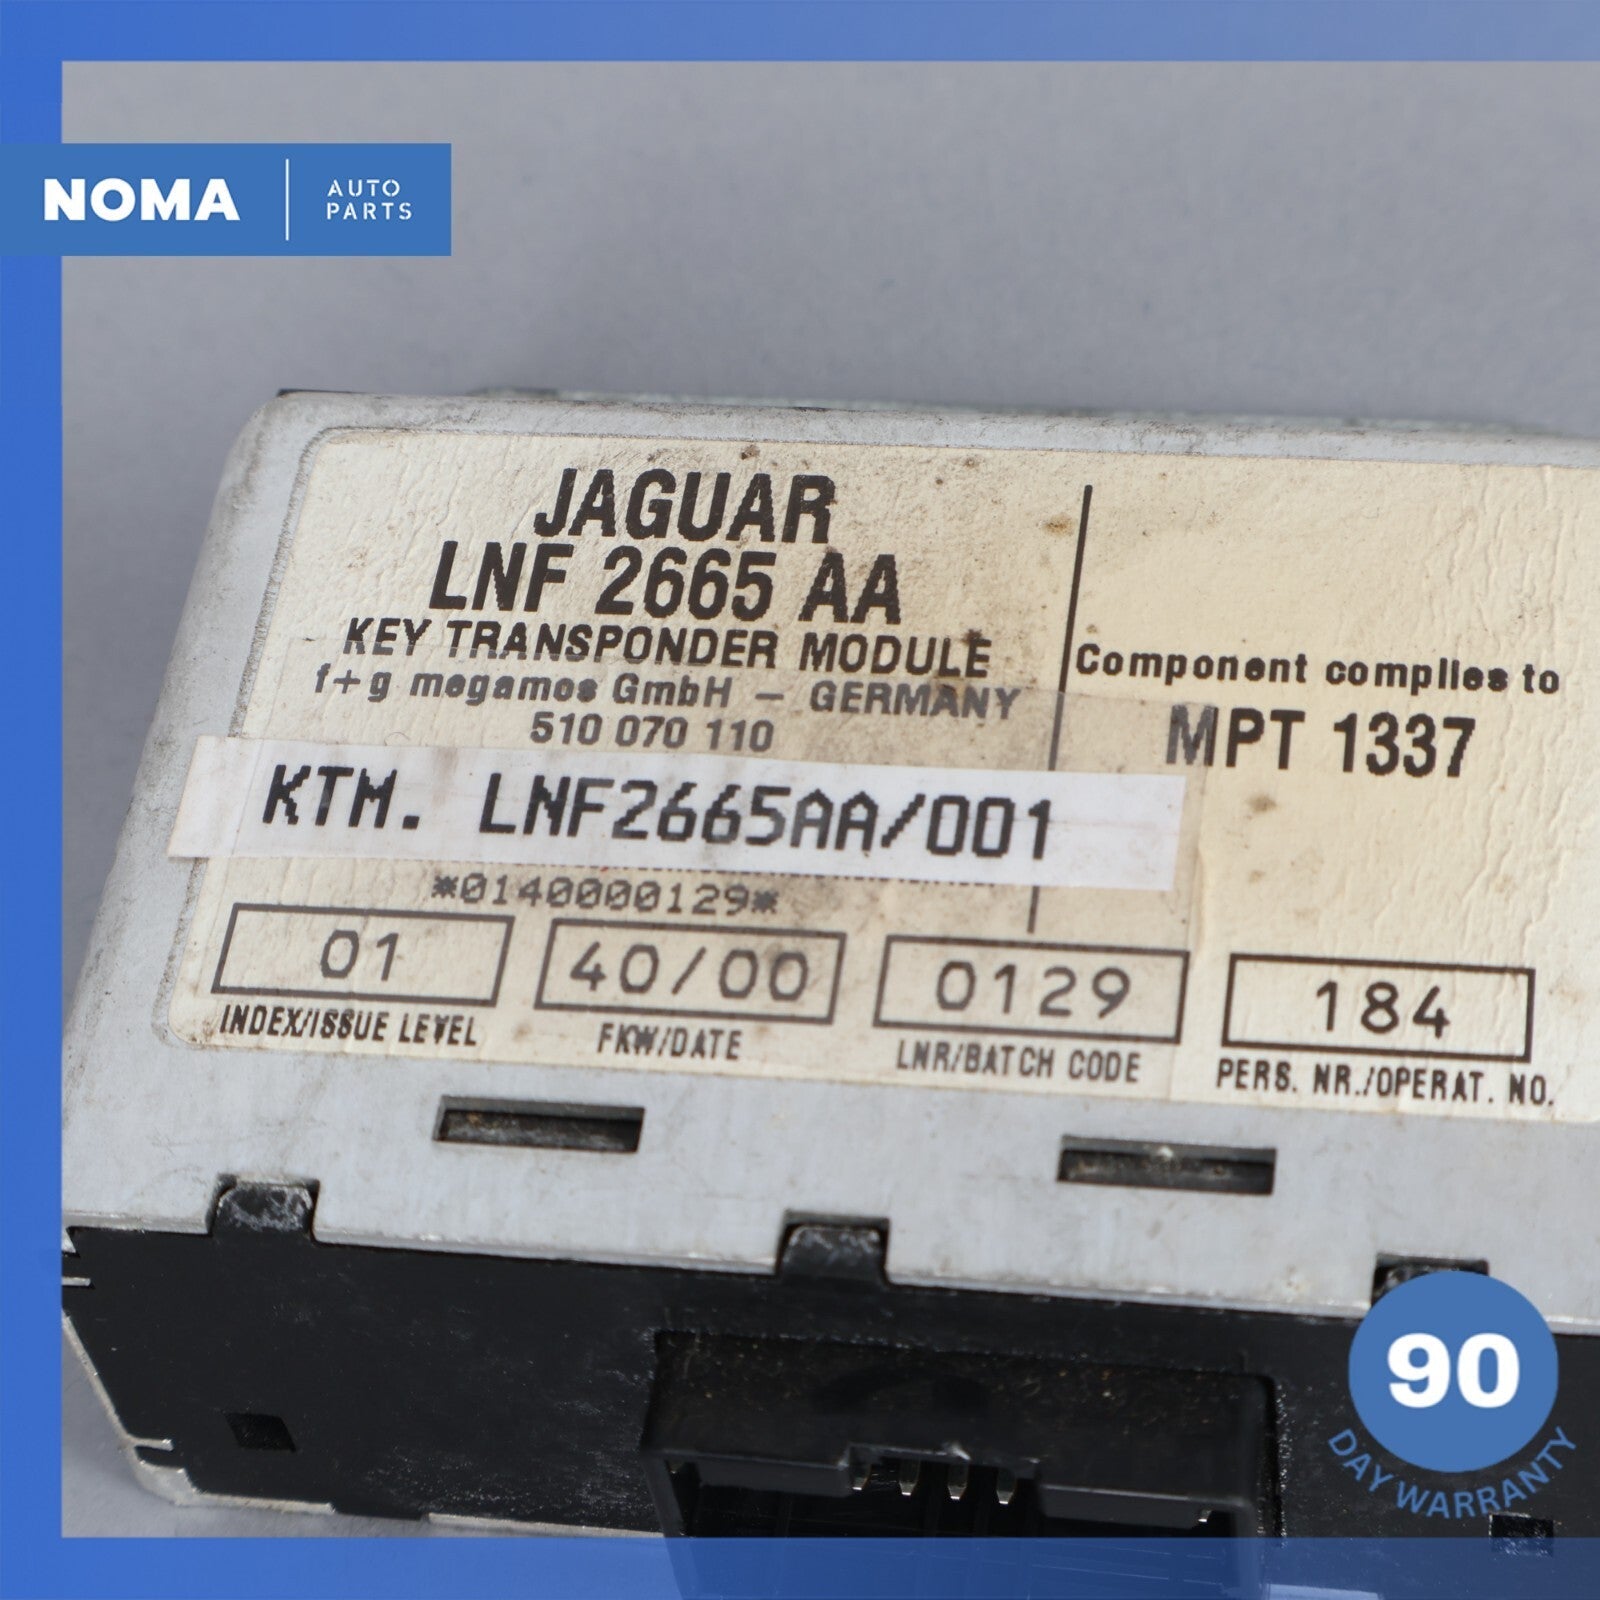 NOMA
AUTO
PARTS
JAGUAR
LNF 2665 AA
KEY TRANSPONDER MODULE
f+g megamos GmbH – GERMANY
510 070 110
Component complies to
MPT 1337
KTM. LNF2665AA/001
*0140000129*
01
40/00
0129
184
INDEX/ISSUE LEVEL
FKW/DATE
LNR/BATCH CODE
PERS. NR./OPERAT. NO.
90
DAY WARRANTY